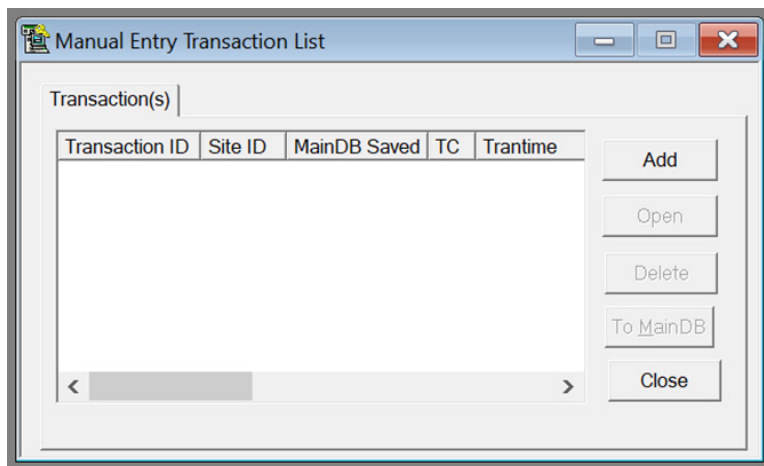 Manual Entry Transaction List
Transaction(s)
Transaction ID Site ID MainDB Saved TC Trantime
Add
Open
Delete
To MainDB
Close